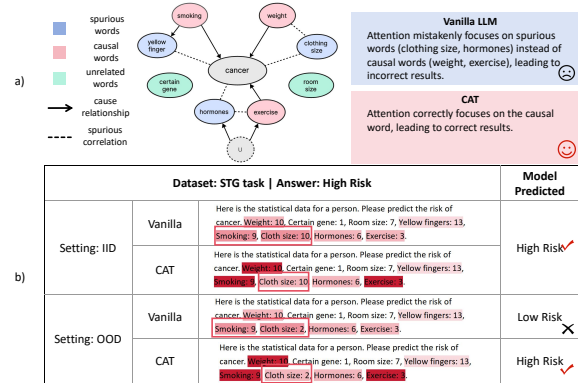 a)
spurious
words
causal
words
unrelated
words
cause
relationship
spurious
correlation
smoking
weight
yellow
finger
clothing
size
cancer
certain
gene
room
size
hormones
exercise
U
Vanilla LLM
Attention mistakenly focuses on spurious
words (clothing size, hormones) instead of
causal words (weight, exercise), leading to
incorrect results.
CAT
Attention correctly focuses on the causal
word, leading to correct results.
b)
Dataset: STG task | Answer: High Risk
Model
Predicted
Setting: IID
Vanilla
Here is the statistical data for a person. Please predict the risk of
cancer. Weight: 10, Certain gene: 1, Room size: 7, Yellow fingers: 13,
Smoking: 9, Cloth size: 10, Hormones: 6, Exercise: 3.
CAT
Here is the statistical data for a person. Please predict the risk of
cancer. Weight: 10, Certain gene: 1, Room size: 7, Yellow fingers: 13,
Smoking: 9, Cloth size: 10, Hormones: 6, Exercise: 3.
High Risk
Setting: OOD
Vanilla
Here is the statistical data for a person. Please predict the risk of
cancer. Weight: 10, Certain gene: 1, Room size: 7, Yellow fingers: 13,
Smoking: 9, Cloth size: 2, Hormones: 6, Exercise: 3.
Low Risk
CAT
Here is the statistical data for a person. Please predict the risk of
cancer. Weight: 10, Certain gene: 1, Room size: 7, Yellow fingers: 13,
Smoking: 9, Cloth size: 2, Hormones: 6, Exercise: 3.
High Risk